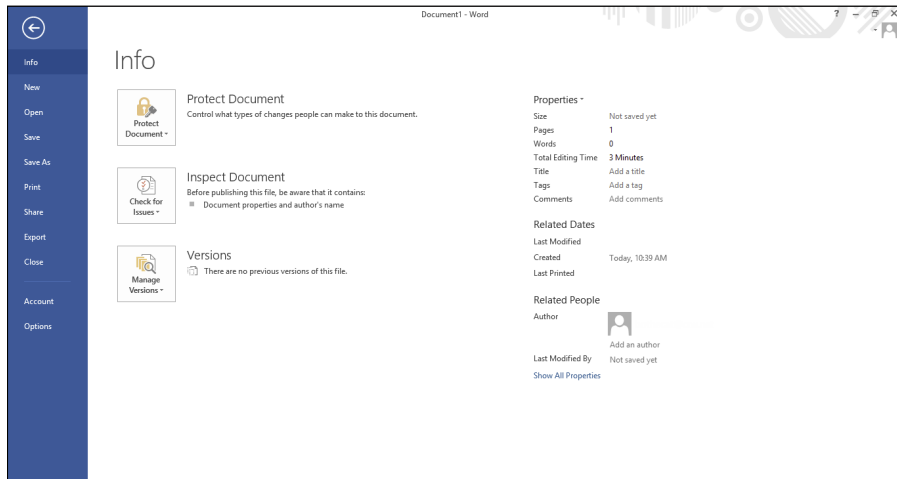 Document1 - Word
?
Info
New
Open
Save
Save As
Print
Share
Export
Close
Account
Options
Info
Protect Document
Protect Document
Control what types of changes people can make to this document.
Check for Issues
Inspect Document
Before publishing this file, be aware that it contains:
Document properties and author's name
Manage Versions
Versions
There are no previous versions of this file.
Properties
Size Not saved yet
Pages 1
Words 0
Total Editing Time 3 Minutes
Title Add a title
Tags Add a tag
Comments Add comments
Related Dates
Last Modified
Created Today, 10:39 AM
Last Printed
Related People
Author
Add an author
Last Modified By Not saved yet
Show All Properties